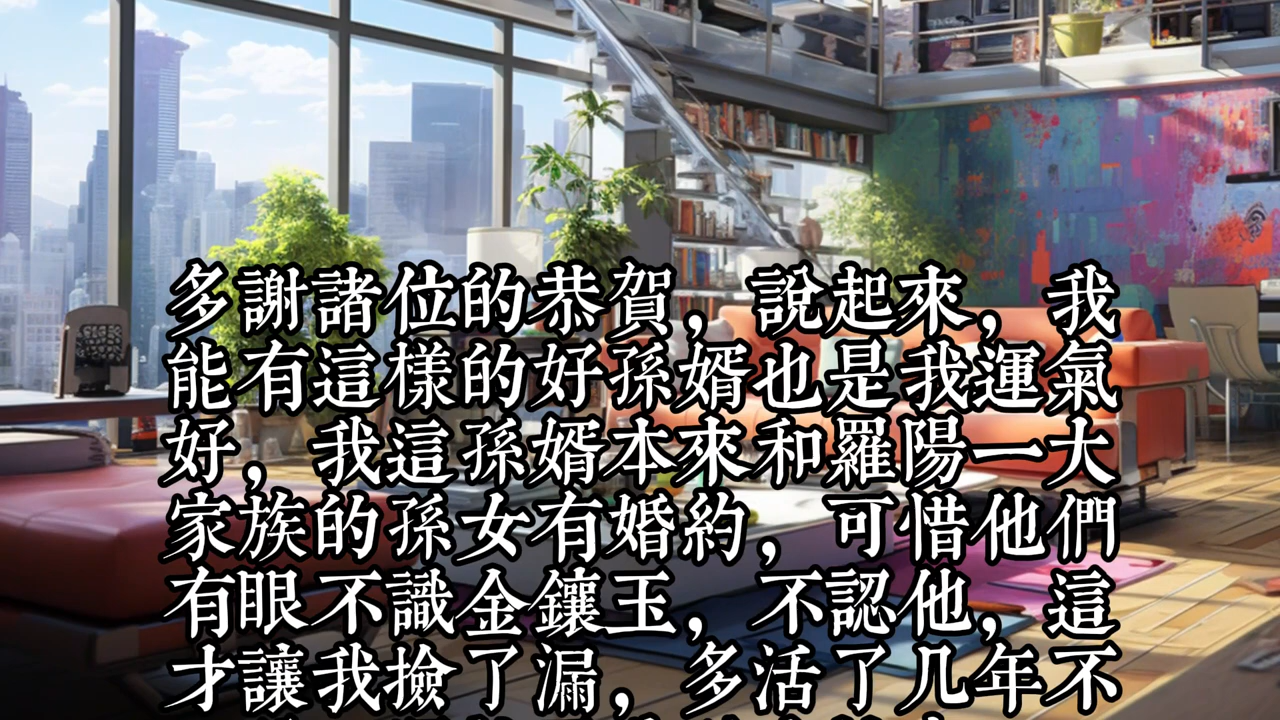 多謝諸位的恭賀，說起來，我
能有這樣的好孫婿也是我運氣
好，我這孫婿本來和羅陽一大
家族的孫女有婚約，可惜他們
有眼不識金鑲玉，不認他，這
才讓我撿了漏，多活了几年不